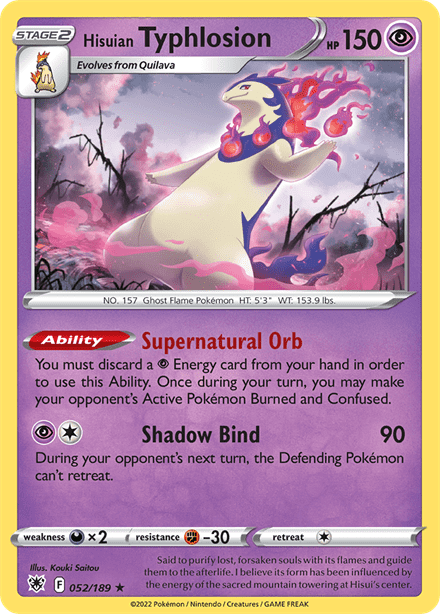 STAGE 2
Hisuian Typhlosion HP 150
Evolves from Quilava
NO. 157 Ghost Flame Pokémon HT: 5'3" WT: 153.9 lbs.
Ability Supernatural Orb
You must discard a Energy card from your hand in order
to use this Ability. Once during your turn, you may make
your opponent's Active Pokémon Burned and Confused.
Shadow Bind 90
During your opponent's next turn, the Defending Pokémon
can't retreat.
weakness ×2 resistance -30 retreat
Illus. Kouki Saitou
Said to purify lost, forsaken souls with its flames and guide
them to the afterlife. I believe its form has been influenced by
the energy of the sacred mountain towering at Hisui's center.
F 052/189 ★
©2022 Pokémon / Nintendo / Creatures / GAME FREAK